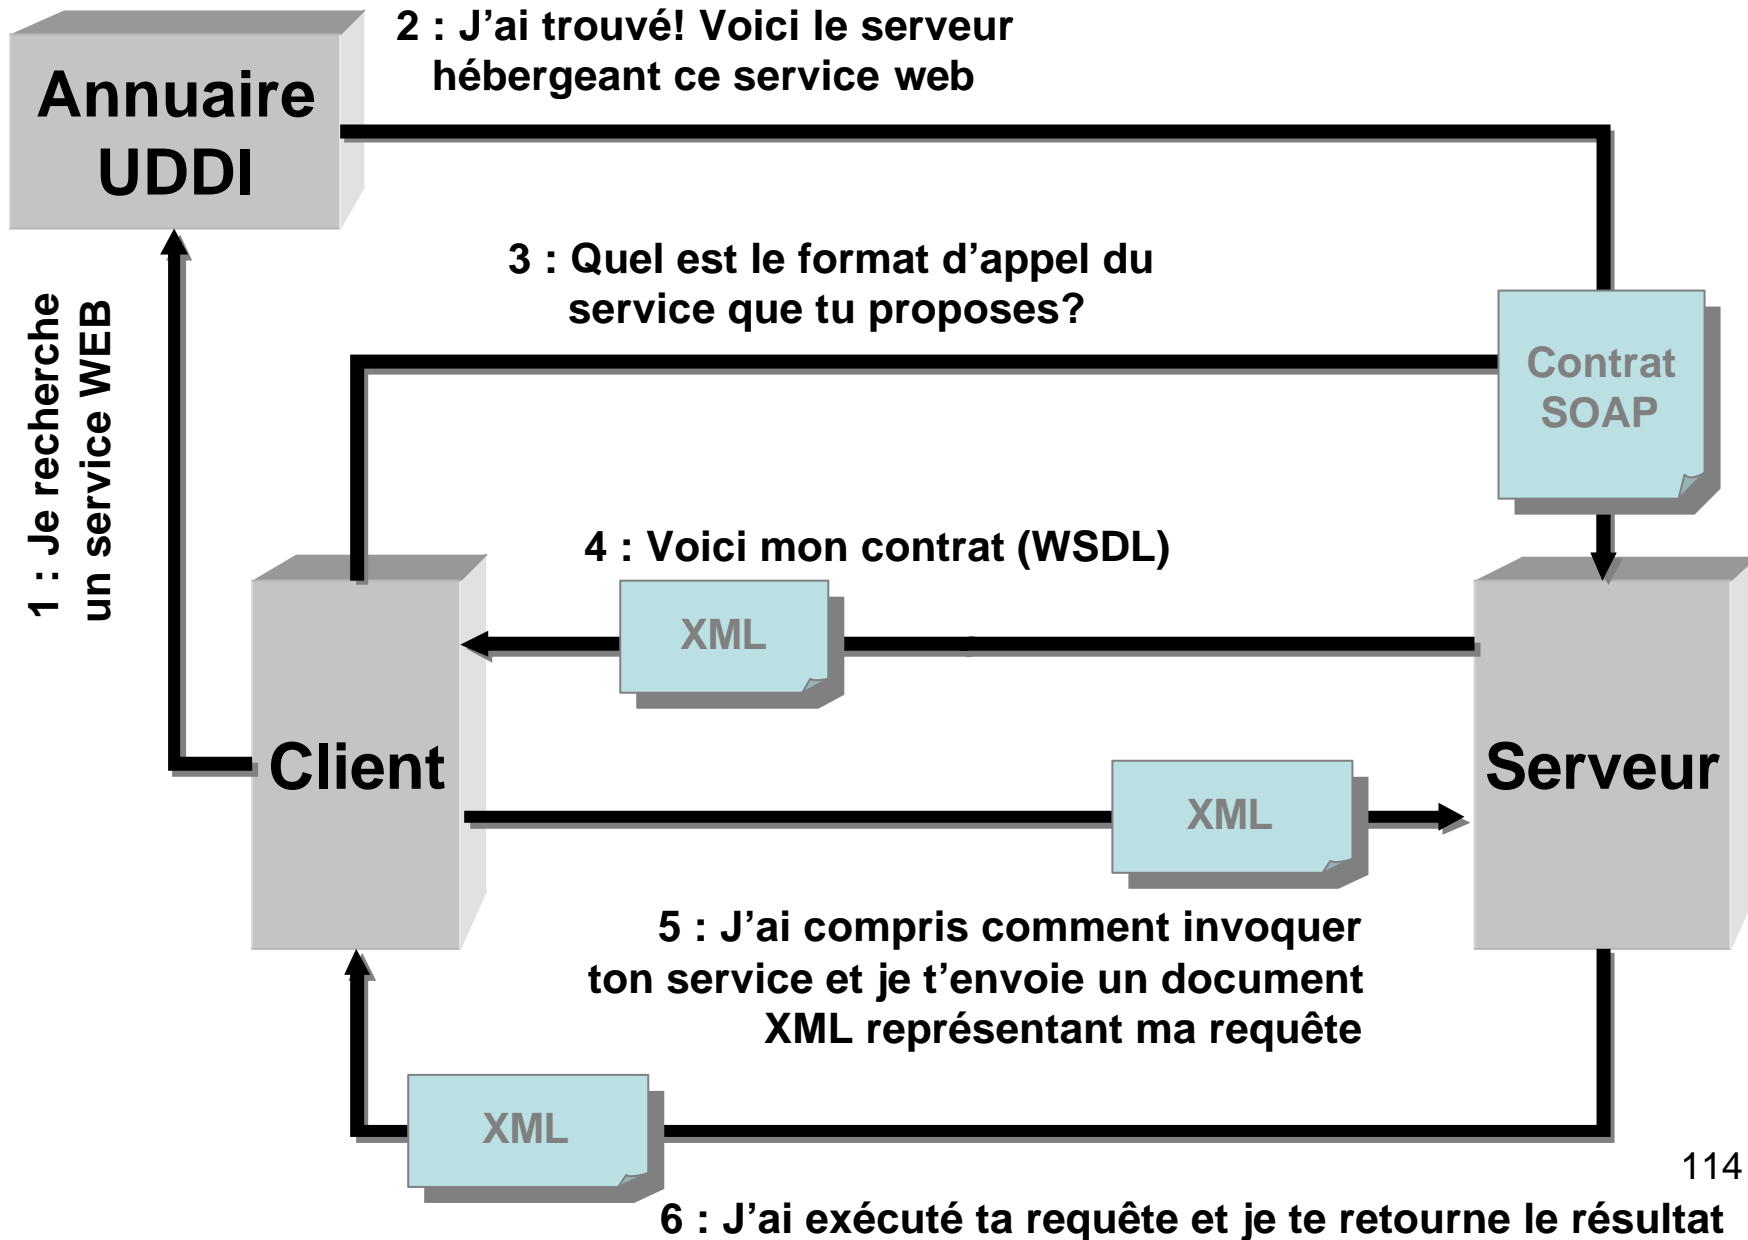 2 : J’ai trouvé! Voici le serveur
hébergeant ce service web
Annuaire
UDDI
3 : Quel est le format d’appel du
service que tu proposes?
1 : Je recherche
un service WEB
Contrat
SOAP
4 : Voici mon contrat (WSDL)
XML
Client
Serveur
XML
5 : J’ai compris comment invoquer
ton service et je t’envoie un document
XML représentant ma requête
XML
114
6 : J’ai exécuté ta requête et je te retourne le résultat